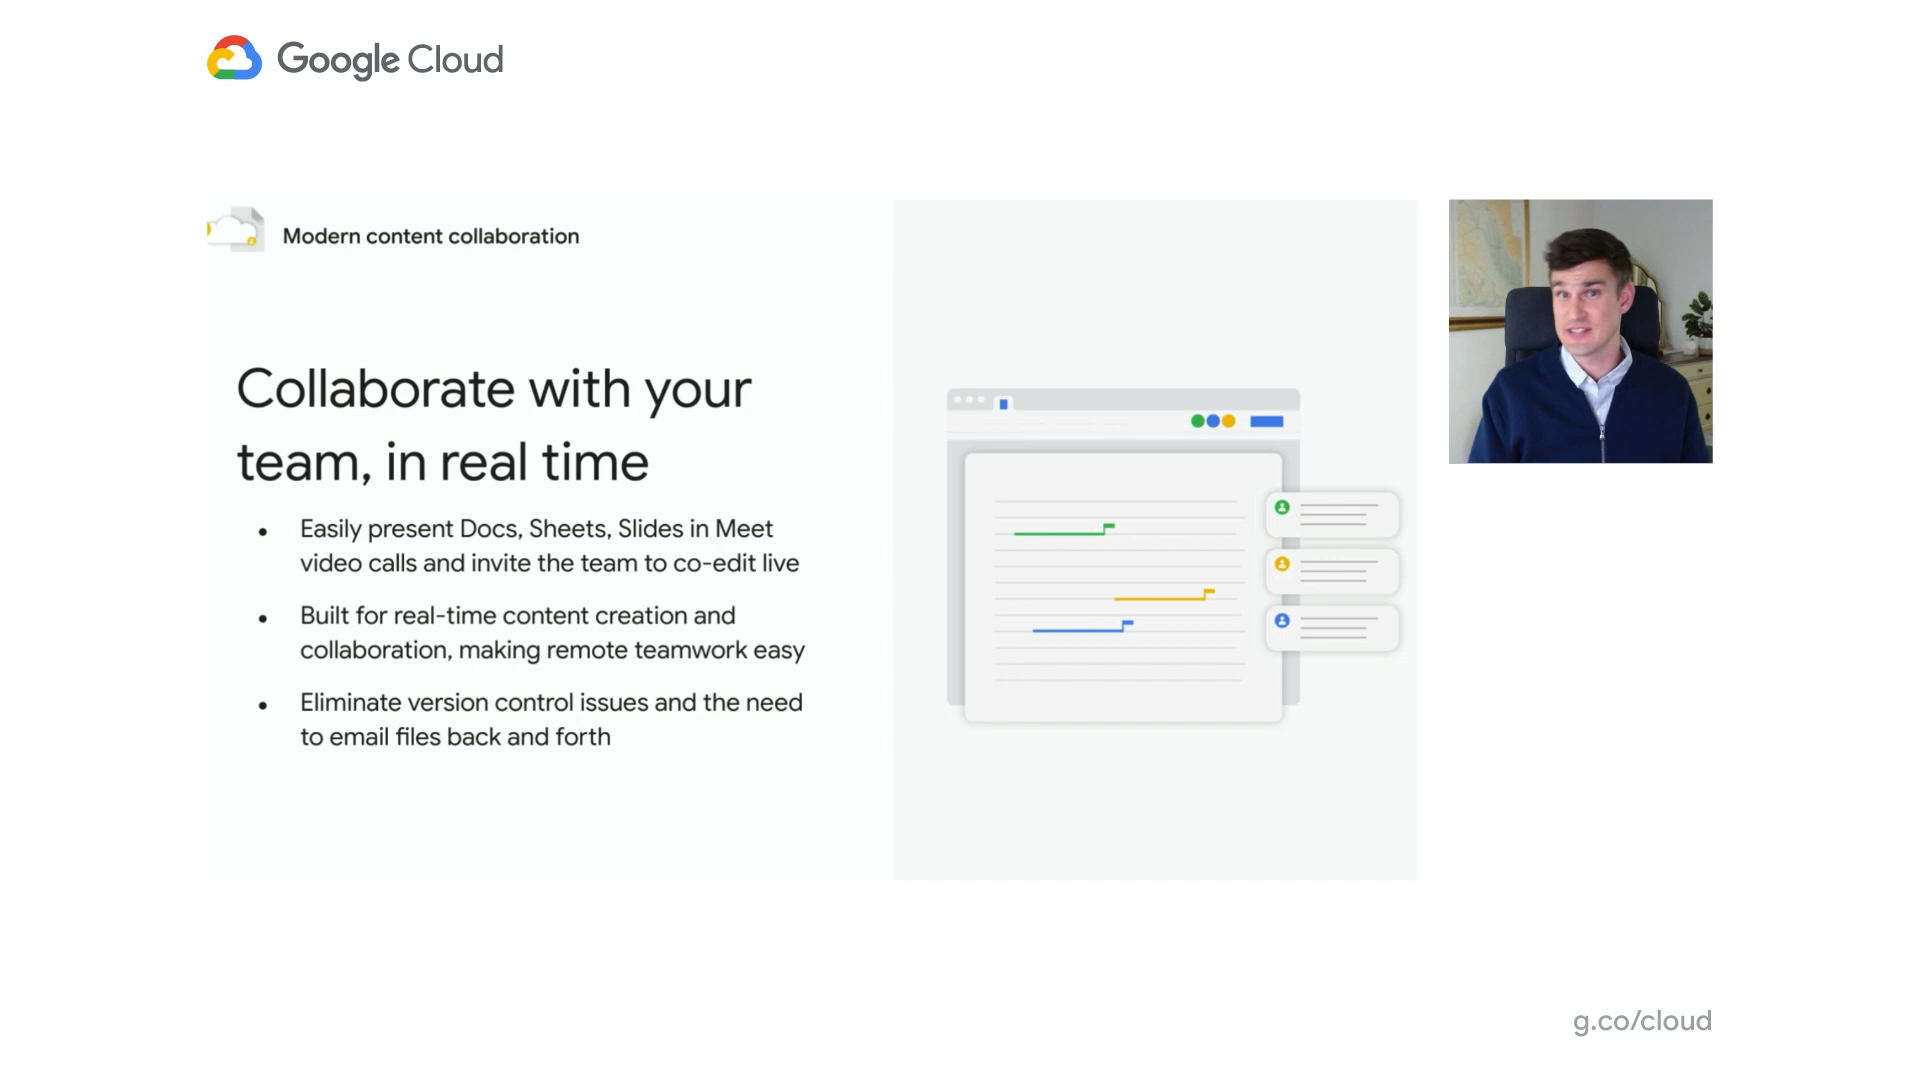 Google Cloud
Modern content collaboration
Collaborate with your
team, in real time
• Easily present Docs, Sheets, Slides in Meet
video calls and invite the team to co-edit live
• Built for real-time content creation and
collaboration, making remote teamwork easy
• Eliminate version control issues and the need
to email files back and forth
g.co/cloud